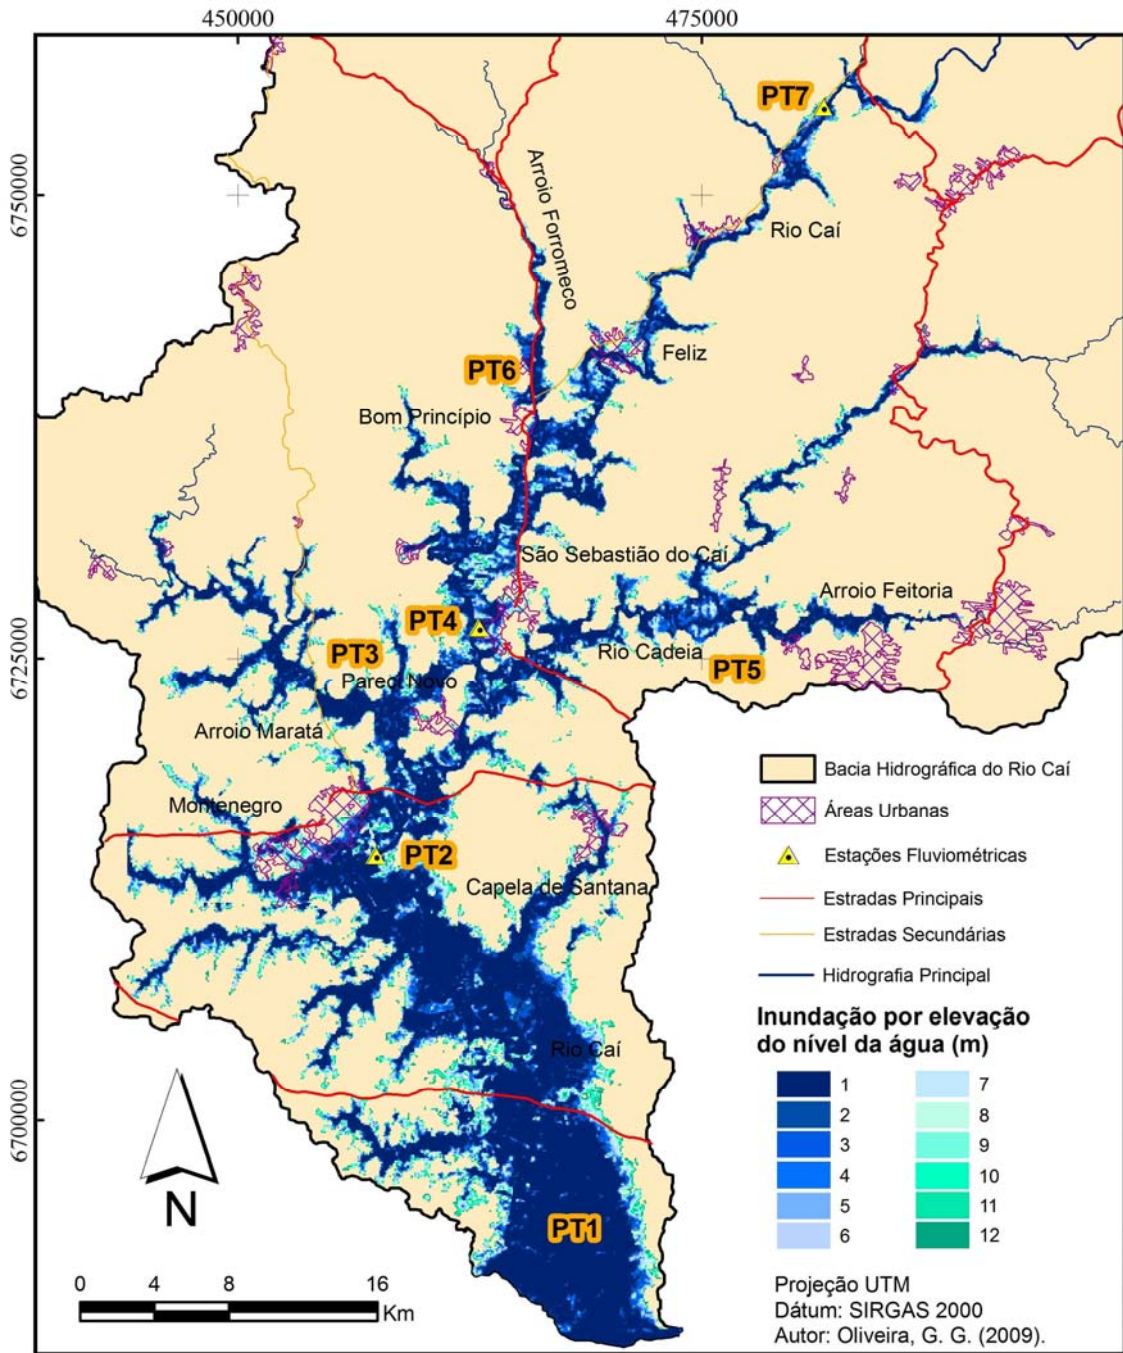 450000
475000
PT7
Arroio Forromeco
6750000
Rio Caí
Feliz
PT6
Bom Princípio
São Sebastião do Caí
Arroio Feitoria
PT4
PT3
Rio Cadeia
PT5
6725000
Pareci Novo
Arroio Maratá
Montenegro
PT2
Capela de Santana
Rio Caí
6700000
PT1
N
0 4 8 16
Km
Bacia Hidrográfica do Rio Caí
Áreas Urbanas
Estações Fluviométricas
Estradas Principais
Estradas Secundárias
Hidrografia Principal
Inundação por elevação
do nível da água (m)
1 7
2 8
3 9
4 10
5 11
6 12
Projeção UTM
Dátum: SIRGAS 2000
Autor: Oliveira, G. G. (2009).